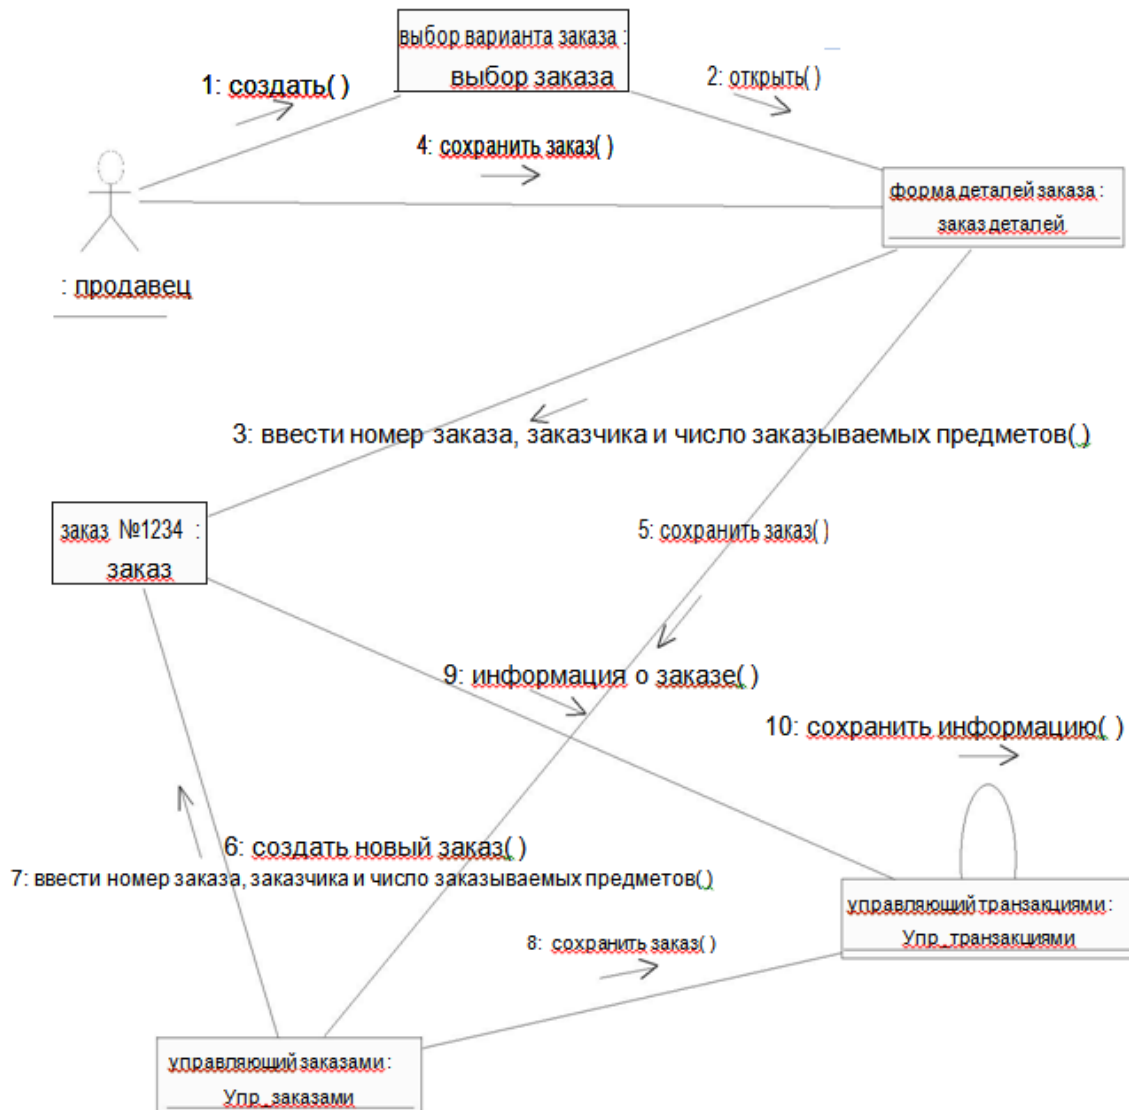 выбор варианта заказа :
выбор заказа
1: создать( )
2: открыть( )
4: сохранить заказ( )
форма деталей заказа :
заказ деталей
: продавец
3: ввести номер заказа, заказчика и число заказываемых предметов( )
заказ №1234 :
заказ
5: сохранить заказ( )
9: информация о заказе( )
10: сохранить информацию( )
6: создать новый заказ( )
7: ввести номер заказа, заказчика и число заказываемых предметов( )
управляющий транзакциями :
Упр_транзакциями
8: сохранить заказ( )
управляющий заказами :
Упр_заказами